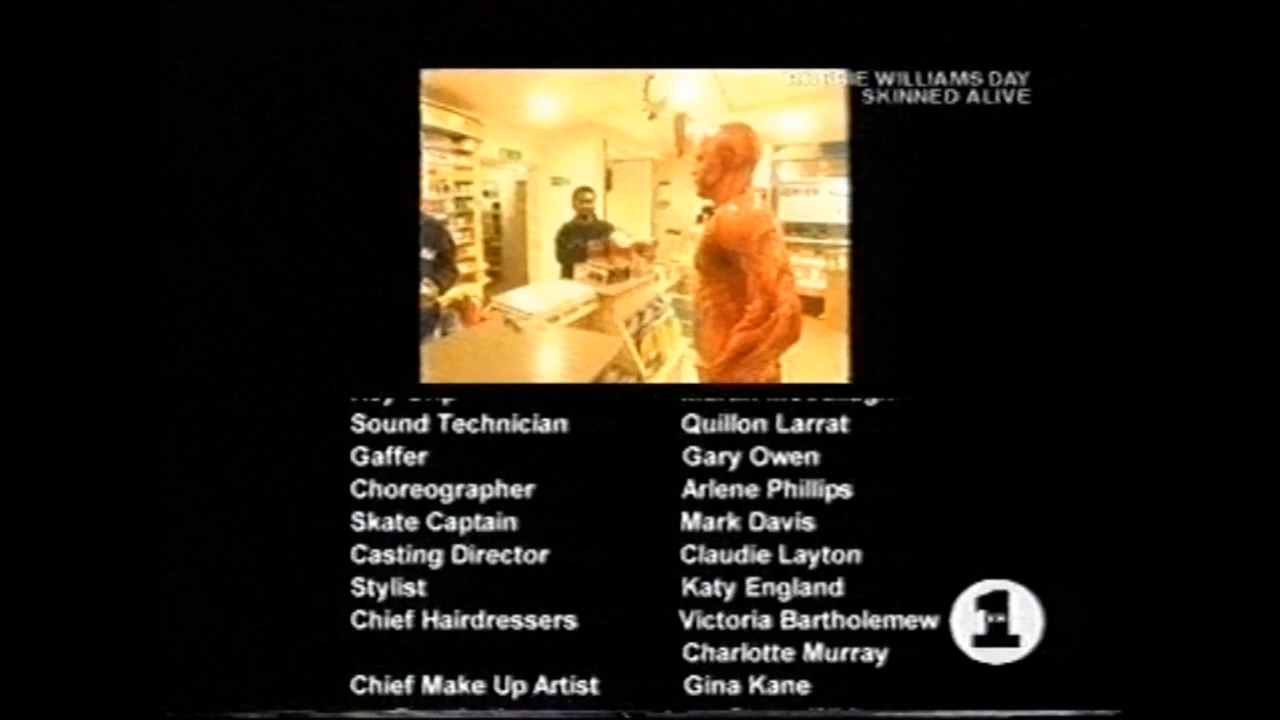 E WILLIAMS DAY
SKINNED ALIVE
Sound Technician Quillon Larrat
Gaffer Gary Owen
Choreographer Arlene Phillips
Skate Captain Mark Davis
Casting Director Claudie Layton
Stylist Katy England
Chief Hairdressers Victoria Bartholemew
Charlotte Murray
Chief Make Up Artist Gina Kane
1